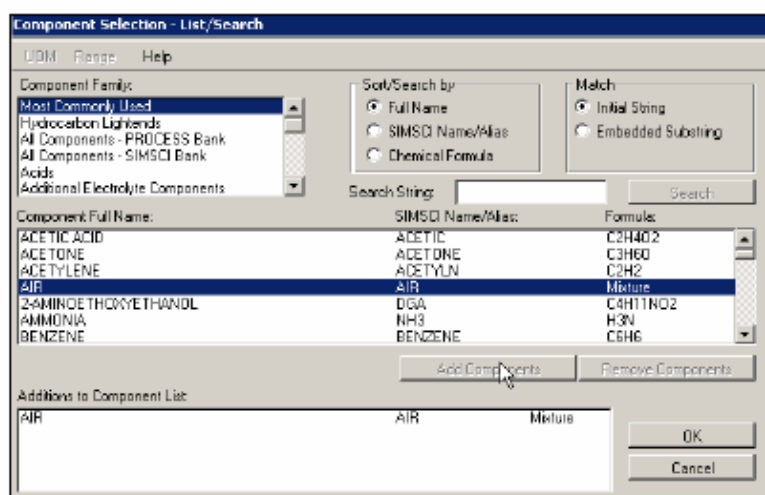 Component Selection - List/Search
UOM Range Help
Component Family: Sort/Search by Match
Most Commonly Used Full Name Initial String
Hydrocarbon Lightends
All Components - PROCESS Bank SIMSCI Name/Alias Embedded Substring
All Components - SIMSCI Bank
Acids Chemical Formula
Additional Electrolyte Components Search String: Search
Component Full Name: SIMSCI Name/Alias: Formula:
ACETIC ACID ACETIC C2H4O2
ACETONE ACETONE C3H6O
ACETYLENE ACETYLN C2H2
AIR AIR Mixture
2-AMINOETHOXYETHANOL DGA C4H11NO2
AMMONIA NH3 H3N
BENZENE BENZENE C6H6
Add Components Remove Components
Additions to Component List:
AIR AIR Mixture
OK
Cancel